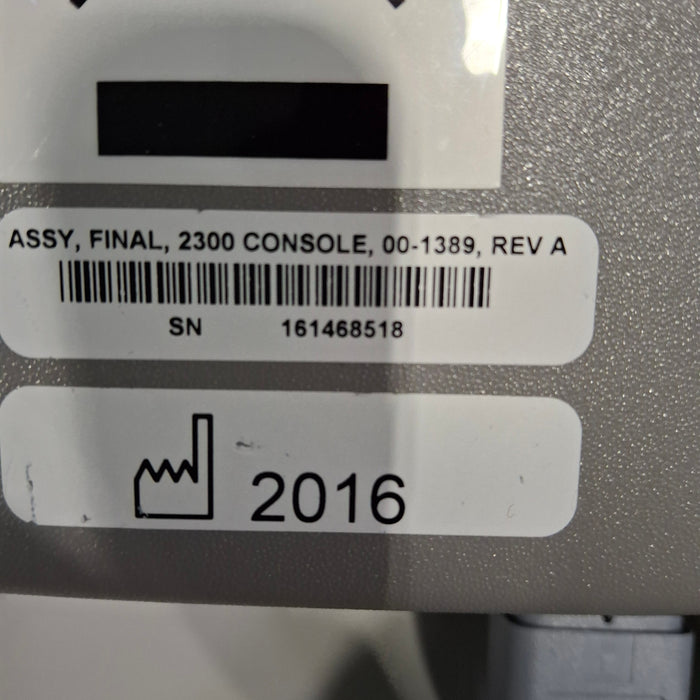 ASSY, FINAL, 2300 CONSOLE, 00-1389, REV A
SN 161468518
2016